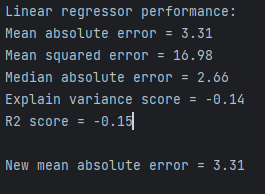 Linear regressor performance:
Mean absolute error = 3.31
Mean squared error = 16.98
Median absolute error = 2.66
Explain variance score = -0.14
R2 score = -0.15
New mean absolute error = 3.31